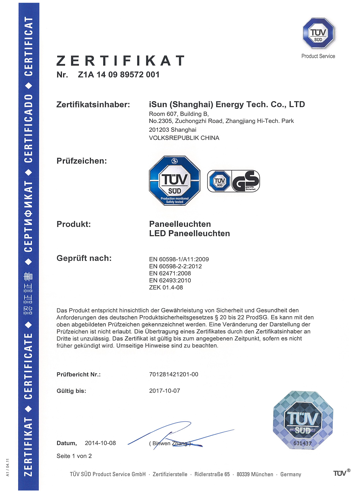 ZERTIFIKAT ◆ CERTIFICATE ◆ 認証証書 ◆ СЕРТИФИКАТ ◆ CERTIFICADO ◆ CERTIFICAT
TÜV
SÜD
Product Service
ZERTIFIKAT
Nr. Z1A 14 09 89572 001
Zertifikatsinhaber: iSun (Shanghai) Energy Tech. Co., LTD
Room 607, Building B,
No.2305, Zuchongzhi Road, Zhangjiang Hi-Tech. Park
201203 Shanghai
VOLKSREPUBLIK CHINA
Prüfzeichen:
TÜV
SÜD
Production monitored
Safety tested
TÜV
SÜD
GS
Produkt: Paneelleuchten
LED Paneelleuchten
Geprüft nach: EN 60598-1/A11:2009
EN 60598-2-2:2012
EN 62471:2008
EN 62493:2010
ZEK 01.4-08
Das Produkt entspricht hinsichtlich der Gewährleistung von Sicherheit und Gesundheit den
Anforderungen des deutschen Produktsicherheitsgesetzes § 20 bis 22 ProdSG. Es kann mit den
oben abgebildeten Prüfzeichen gekennzeichnet werden. Eine Veränderung der Darstellung der
Prüfzeichen ist nicht erlaubt. Die Übertragung eines Zertifikates durch den Zertifikatsinhaber an
Dritte ist unzulässig. Das Zertifikat ist gültig bis zum angegebenen Zeitpunkt, sofern es nicht
früher gekündigt wird. Umseitige Hinweise sind zu beachten.
Prüfbericht Nr.: 701281421201-00
Gültig bis: 2017-10-07
Datum, 2014-10-08
( Binwen Zhang )
Seite 1 von 2
TÜV
SÜD
TÜV SÜD Product Service GmbH · Zertifizierstelle · Ridlerstraße 65 · 80339 München · Germany
TÜV®